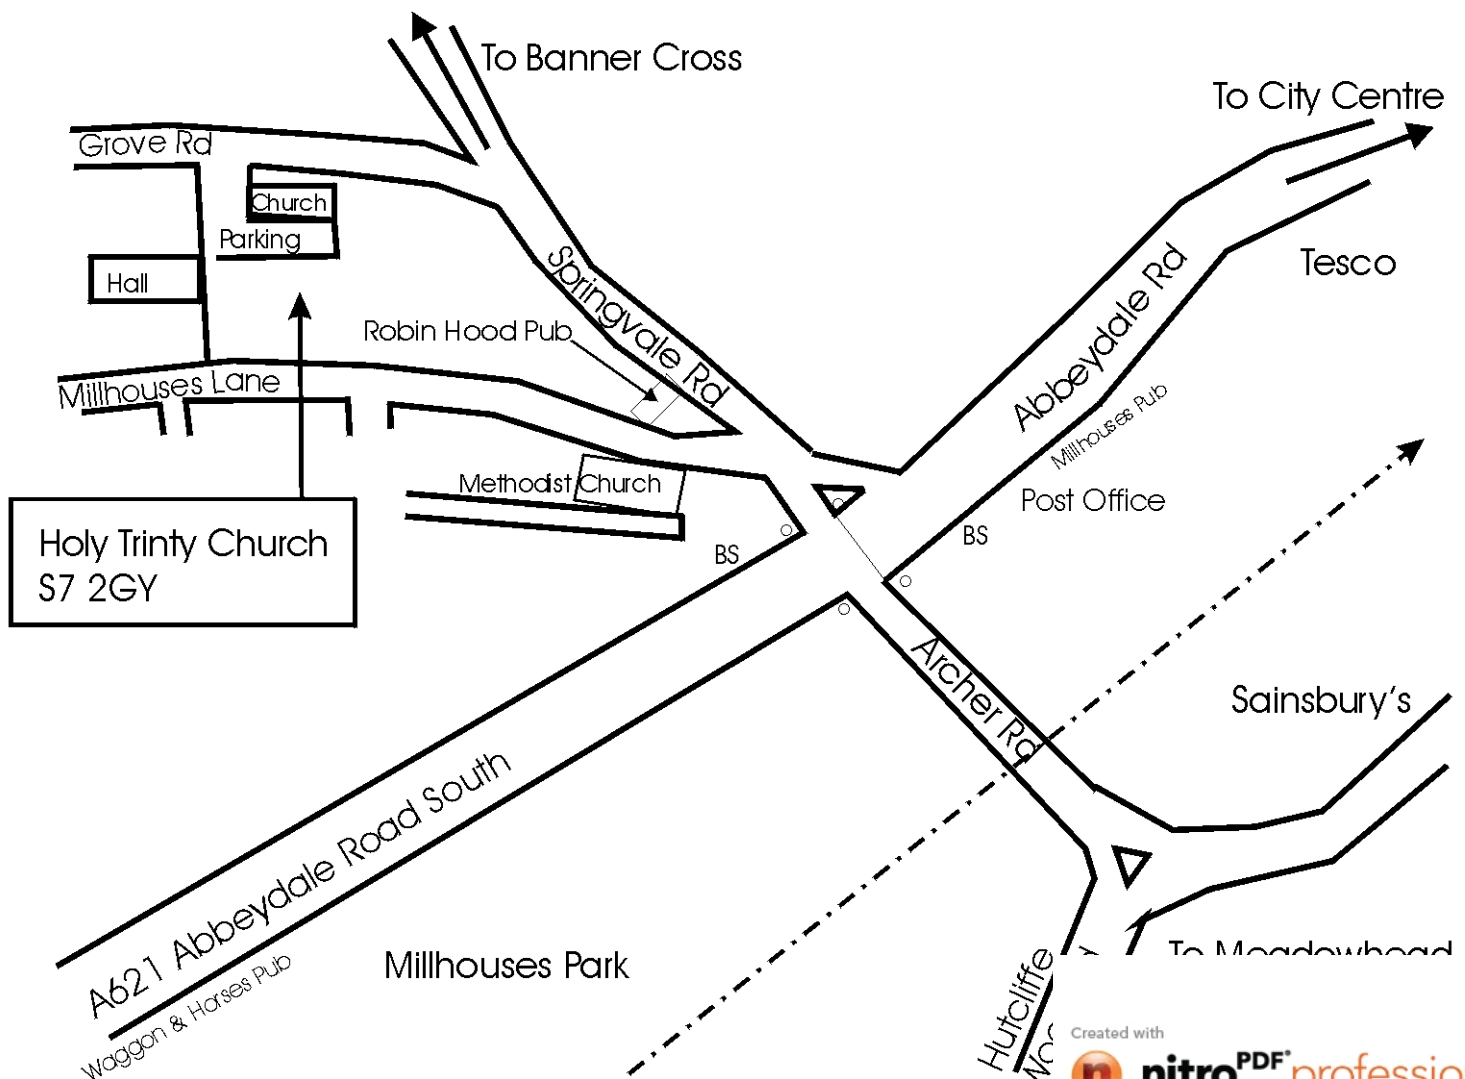 To Banner Cross
To City Centre
Grove Rd
Church
Parking
Hall
Springvale Rd
Abbeydale Rd
Tesco
Robin Hood Pub
Millhouses Lane
Millhouses Pub
Methodist Church
Post Office
BS
BS
Holy Trinty Church
S7 2GY
Archer Rd
Sainsbury's
A621 Abbeydale Road South
Waggon & Horses Pub
Millhouses Park
To Meadowhead
Hutcliffe
Created with
nitro PDF professio